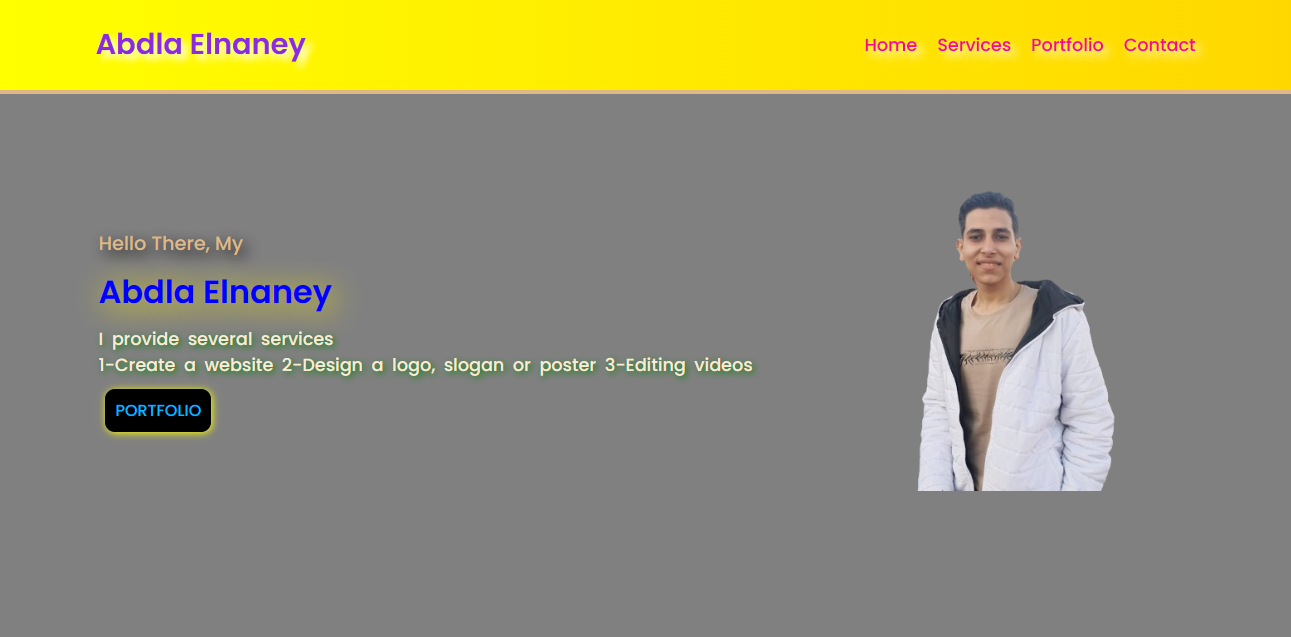 Abdla Elnaney
Home Services Portfolio Contact
Hello There, My
Abdla Elnaney
I provide several services
1-Create a website 2-Design a logo, slogan or poster 3-Editing videos
PORTFOLIO